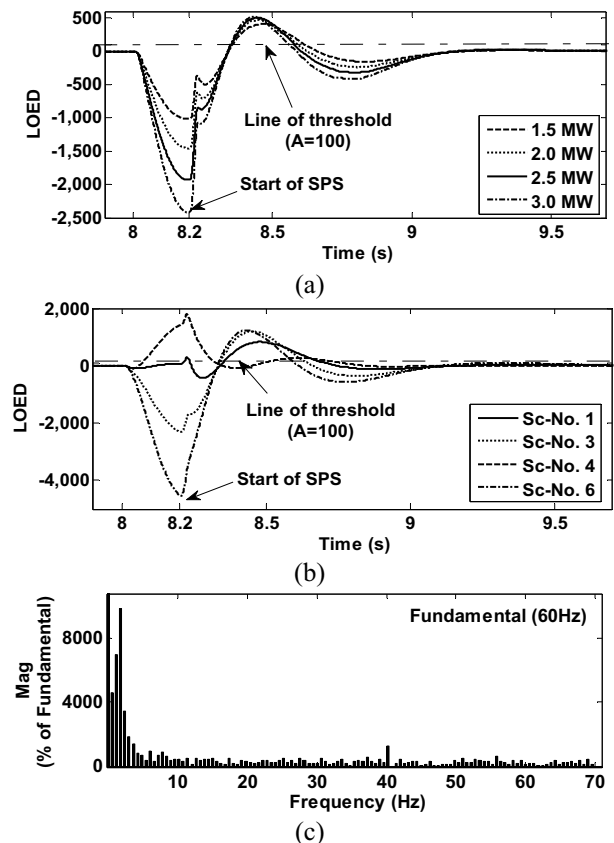 500
0
-500
-1,000
-1,500
-2,000
-2,500
LOED
Line of threshold
(A=100)
Start of SPS
1.5 MW
2.0 MW
2.5 MW
3.0 MW
8 8.2 8.5 9 9.5
Time (s)
(a)
2,000
0
-2,000
-4,000
LOED
Line of threshold
(A=100)
Start of SPS
Sc-No. 1
Sc-No. 3
Sc-No. 4
Sc-No. 6
8 8.2 8.5 9 9.5
Time (s)
(b)
Fundamental (60Hz)
8000
4000
0
Mag
(% of Fundamental)
10 20 30 40 50 60 70
Frequency (Hz)
(c)